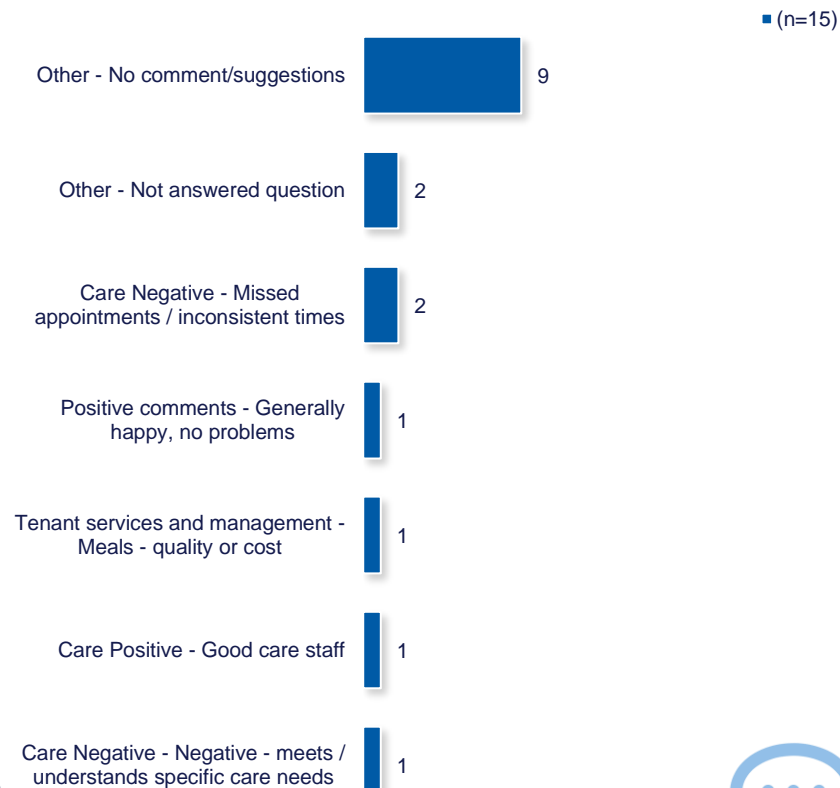 (n=15)
Other - No comment/suggestions
9
Other - Not answered question
2
Care Negative - Missed
appointments / inconsistent times
2
Positive comments - Generally
happy, no problems
1
Tenant services and management -
Meals - quality or cost
1
Care Positive - Good care staff
1
Care Negative - Negative - meets /
understands specific care needs
1